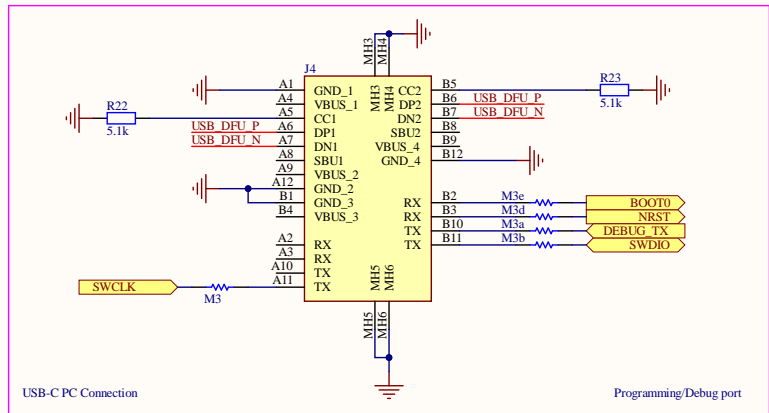 MH3
MH4
J4
A1 GND_1 MH3 MH4 CC2 B5 R23
A4 VBUS_1 DP2 B6 USB_DFU_P 5.1k
R22 A5 CC1 DN2 B7 USB_DFU_N
5.1k USB_DFU_P A6 DP1 SBU2 B8
USB_DFU_N A7 DN1 VBUS_4 B9
A8 SBU1 GND_4 B12
A9 VBUS_2
A12 GND_2
B1 GND_3 RX B2 M3e BOOT0
B4 VBUS_3 RX B3 M3d NRST
TX B10 M3a DEBUG_TX
A2 RX TX B11 M3b SWDIO
A3 RX
A10 TX
SWCLK M3 A11 TX MH5 MH6
MH5
MH6
USB-C PC Connection
Programming/Debug port